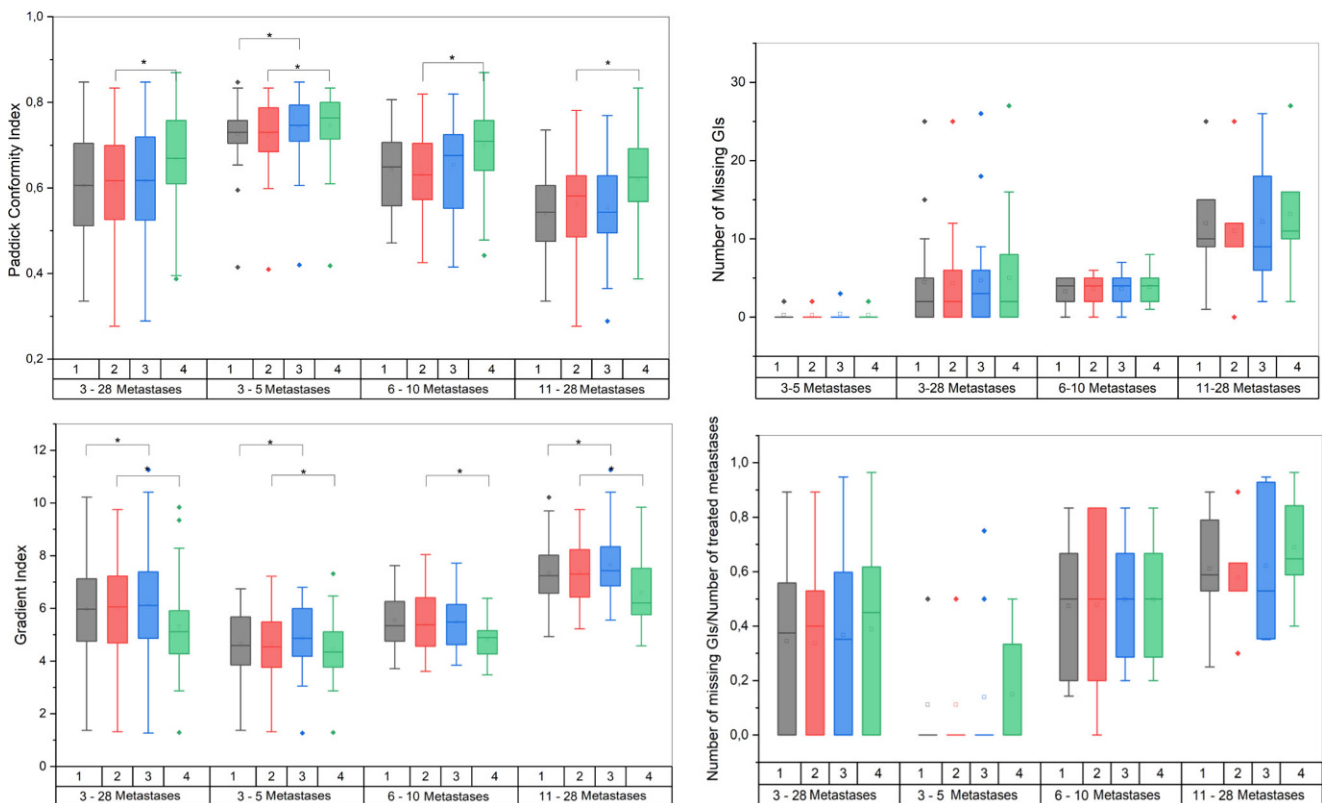 Paddick Conformity Index
1,0
0,8
0,6
0,4
0,2
* * * * *
1 2 3 4 1 2 3 4 1 2 3 4 1 2 3 4
3 - 28 Metastases 3 - 5 Metastases 6 - 10 Metastases 11 - 28 Metastases
Number of Missing GIs
30
20
10
0
1 2 3 4 1 2 3 4 1 2 3 4 1 2 3 4
3-5 Metastases 3-28 Metastases 6-10 Metastases 11-28 Metastases
Gradient Index
12
10
8
6
4
2
0
* * * * * * *
1 2 3 4 1 2 3 4 1 2 3 4 1 2 3 4
3 - 28 Metastases 3 - 5 Metastases 6 - 10 Metastases 11 - 28 Metastases
Number of missing GIs/Number of treated metastases
1,0
0,8
0,6
0,4
0,2
0,0
1 2 3 4 1 2 3 4 1 2 3 4 1 2 3 4
3 - 28 Metastases 3 - 5 Metastases 6 - 10 Metastases 11 - 28 Metastases